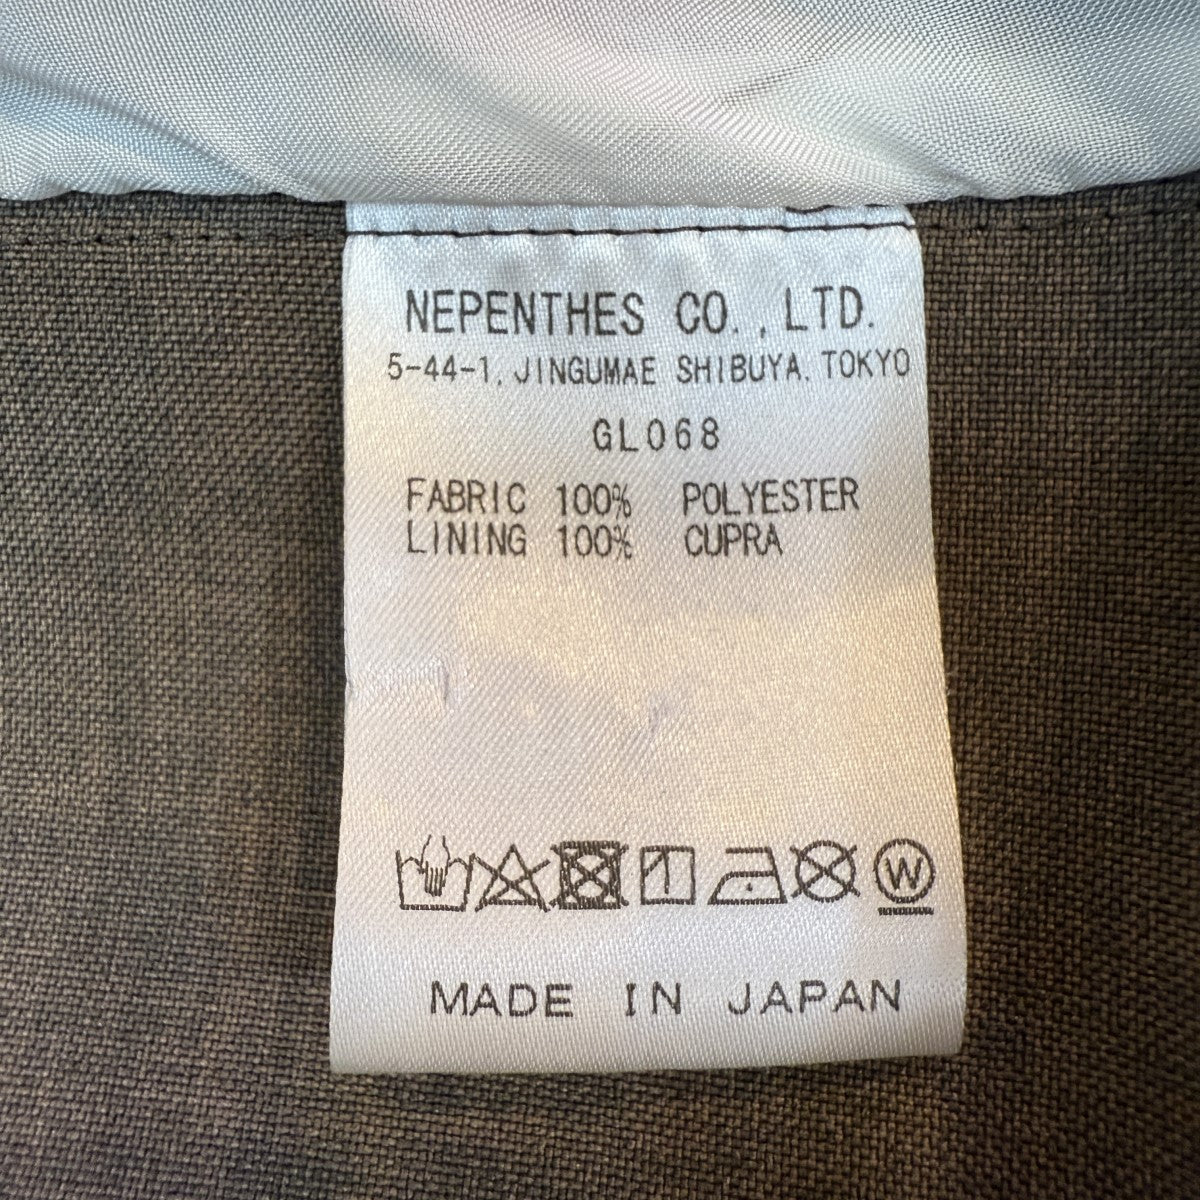 NEPENTHES CO., LTD.
5-44-1, JINGUMAE SHIBUYA, TOKYO
GL068
FABRIC 100% POLYESTER
LINING 100% CUPRA
W
MADE IN JAPAN